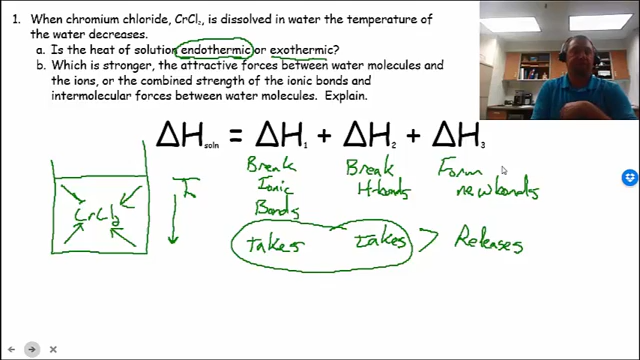 1. When chromium chloride, CrCl₂, is dissolved in water the temperature of
the water decreases.
a. Is the heat of solution endothermic or exothermic?
b. Which is stronger, the attractive forces between water molecules and
the ions, or the combined strength of the ionic bonds and
intermolecular forces between water molecules. Explain.
ΔHsoln = ΔH₁ + ΔH₂ + ΔH₃
Break Break Form
Ionic H-bonds new bonds
Bonds
CrCl₂ T
takes takes > Releases